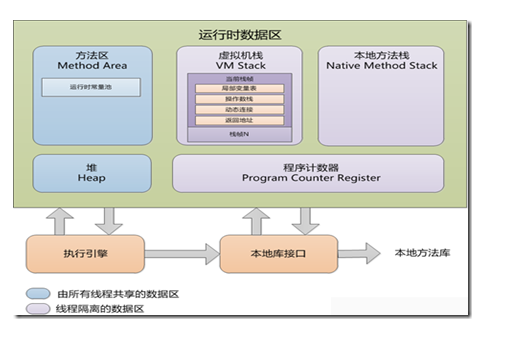 运行时数据区
方法区
Method Area
运行时常量池
虚拟机栈
VM Stack
当前栈帧
局部变量表
操作数栈
动态连接
返回地址
栈帧N
本地方法栈
Native Method Stack
堆
Heap
程序计数器
Program Counter Register
执行引擎
本地库接口
本地方法库
由所有线程共享的数据区
线程隔离的数据区